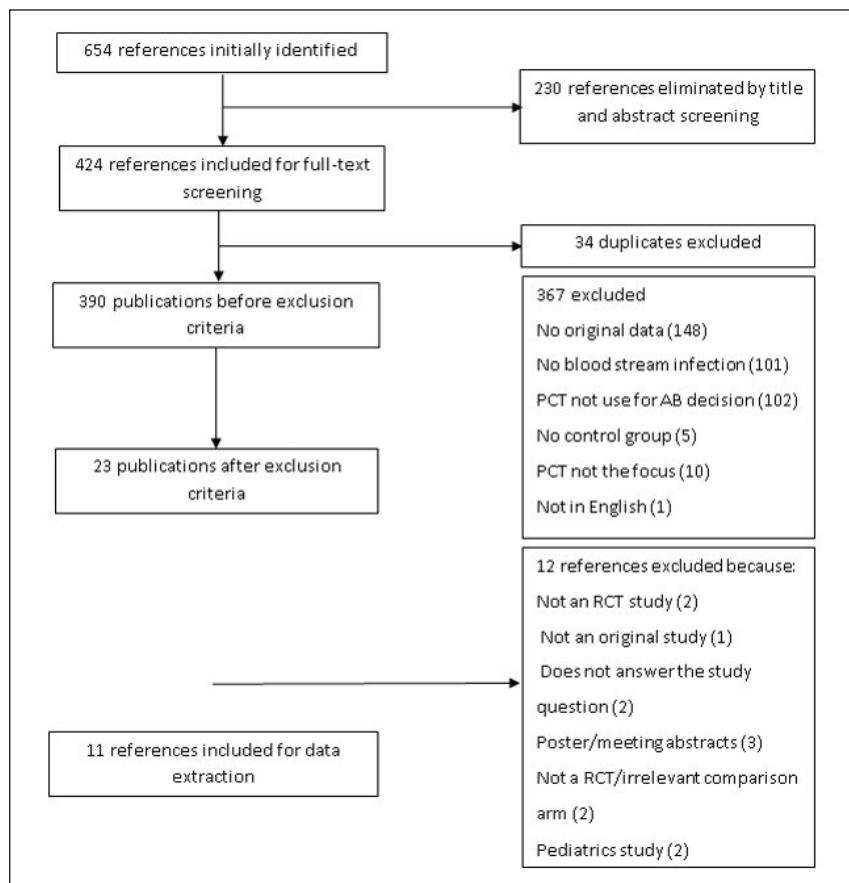 654 references initially identified
230 references eliminated by title
and abstract screening
424 references included for full-text
screening
34 duplicates excluded
390 publications before exclusion
criteria
367 excluded
No original data (148)
No blood stream infection (101)
PCT not use for AB decision (102)
No control group (5)
PCT not the focus (10)
Not in English (1)
23 publications after exclusion
criteria
12 references excluded because:
Not an RCT study (2)
Not an original study (1)
Does not answer the study
question (2)
Poster/meeting abstracts (3)
Not a RCT/irrelevant comparison
arm (2)
Pediatrics study (2)
11 references included for data
extraction